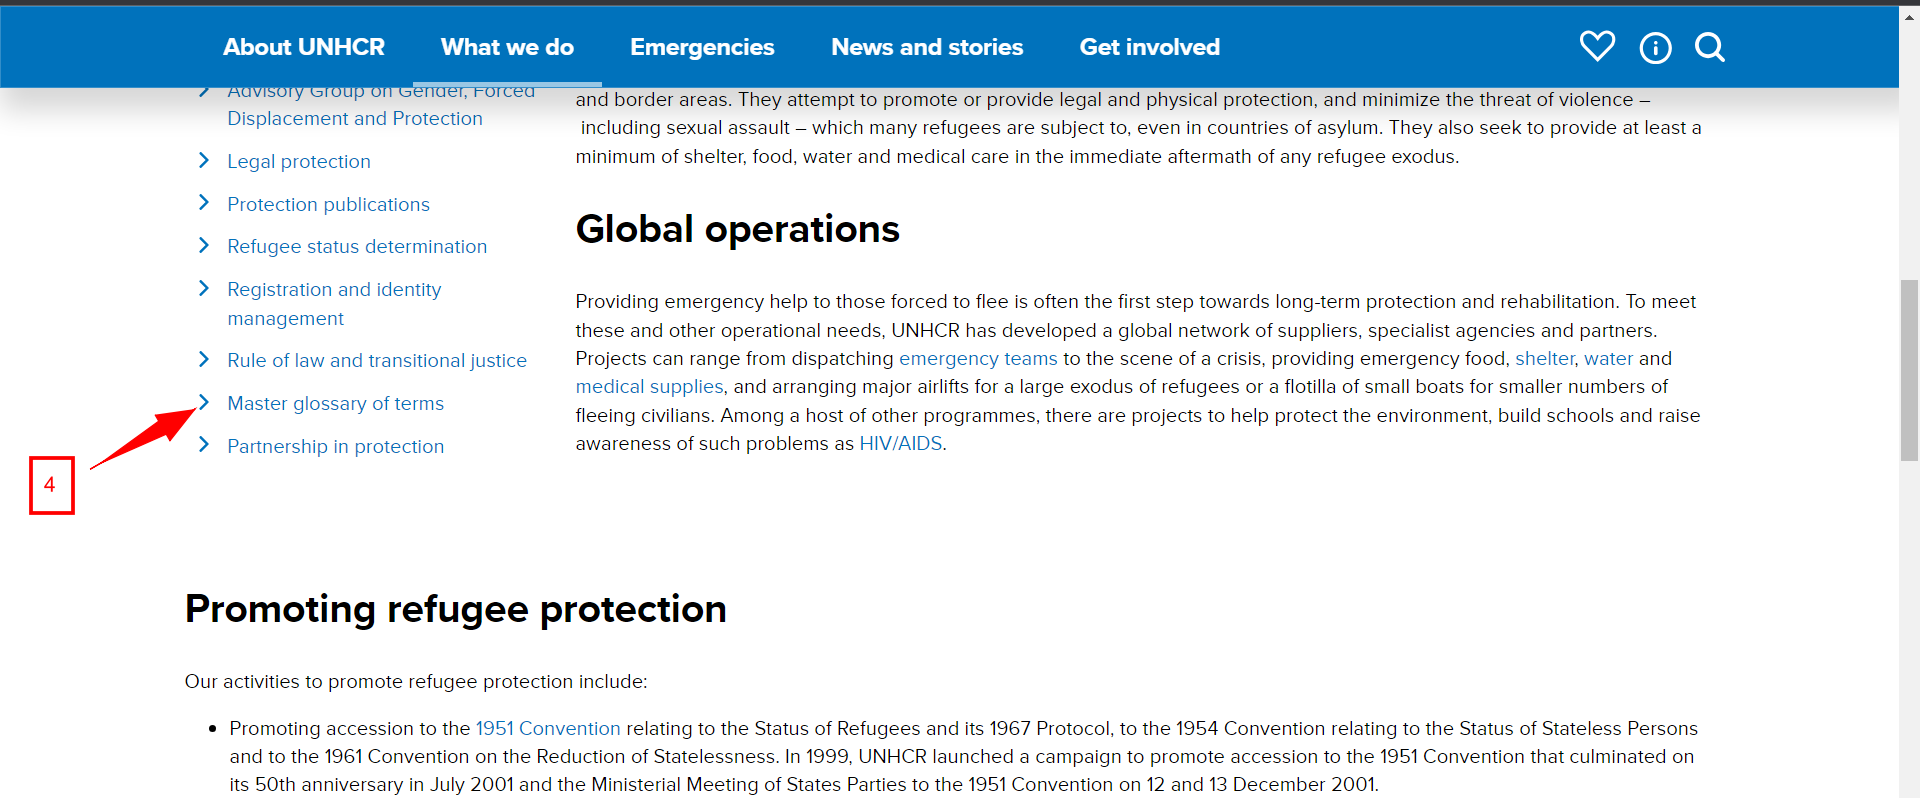 About UNHCR
What we do
Emergencies
News and stories
Get involved
Advisory Group on Gender, Forced
Displacement and Protection
Legal protection
Protection publications
Refugee status determination
Registration and identity
management
Rule of law and transitional justice
Master glossary of terms
Partnership in protection
4
and border areas. They attempt to promote or provide legal and physical protection, and minimize the threat of violence –
including sexual assault – which many refugees are subject to, even in countries of asylum. They also seek to provide at least a
minimum of shelter, food, water and medical care in the immediate aftermath of any refugee exodus.
Global operations
Providing emergency help to those forced to flee is often the first step towards long-term protection and rehabilitation. To meet
these and other operational needs, UNHCR has developed a global network of suppliers, specialist agencies and partners.
Projects can range from dispatching emergency teams to the scene of a crisis, providing emergency food, shelter, water and
medical supplies, and arranging major airlifts for a large exodus of refugees or a flotilla of small boats for smaller numbers of
fleeing civilians. Among a host of other programmes, there are projects to help protect the environment, build schools and raise
awareness of such problems as HIV/AIDS.
Promoting refugee protection
Our activities to promote refugee protection include:
• Promoting accession to the 1951 Convention relating to the Status of Refugees and its 1967 Protocol, to the 1954 Convention relating to the Status of Stateless Persons
and to the 1961 Convention on the Reduction of Statelessness. In 1999, UNHCR launched a campaign to promote accession to the 1951 Convention that culminated on
its 50th anniversary in July 2001 and the Ministerial Meeting of States Parties to the 1951 Convention on 12 and 13 December 2001.